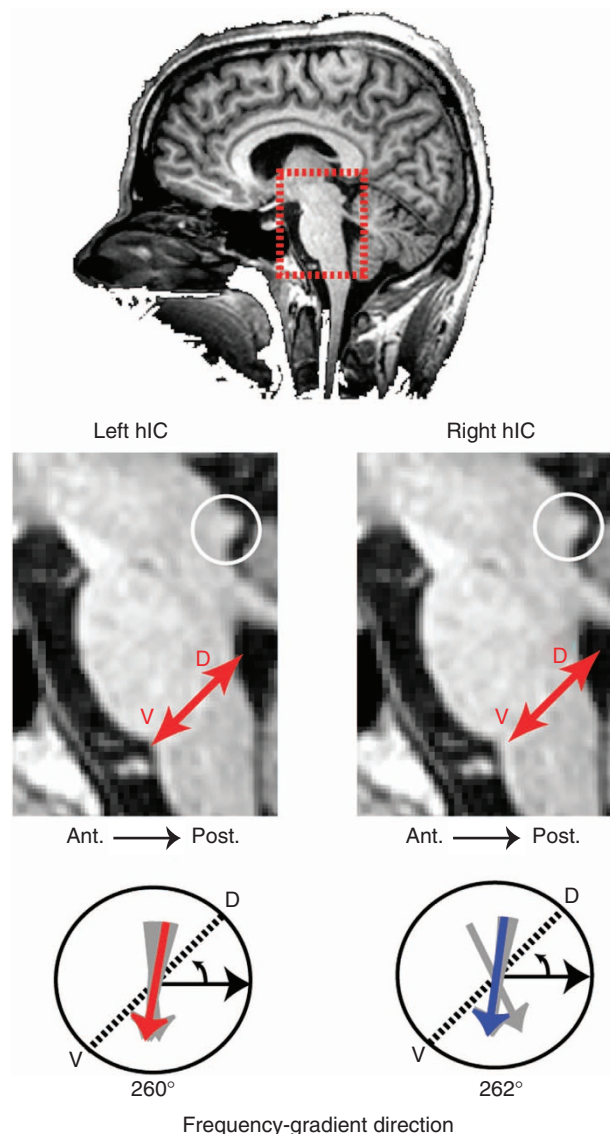 Left hIC
Right hIC
D
V
D
V
Ant. Post.
Ant. Post.
D
V
260°
D
V
262°
Frequency-gradient direction